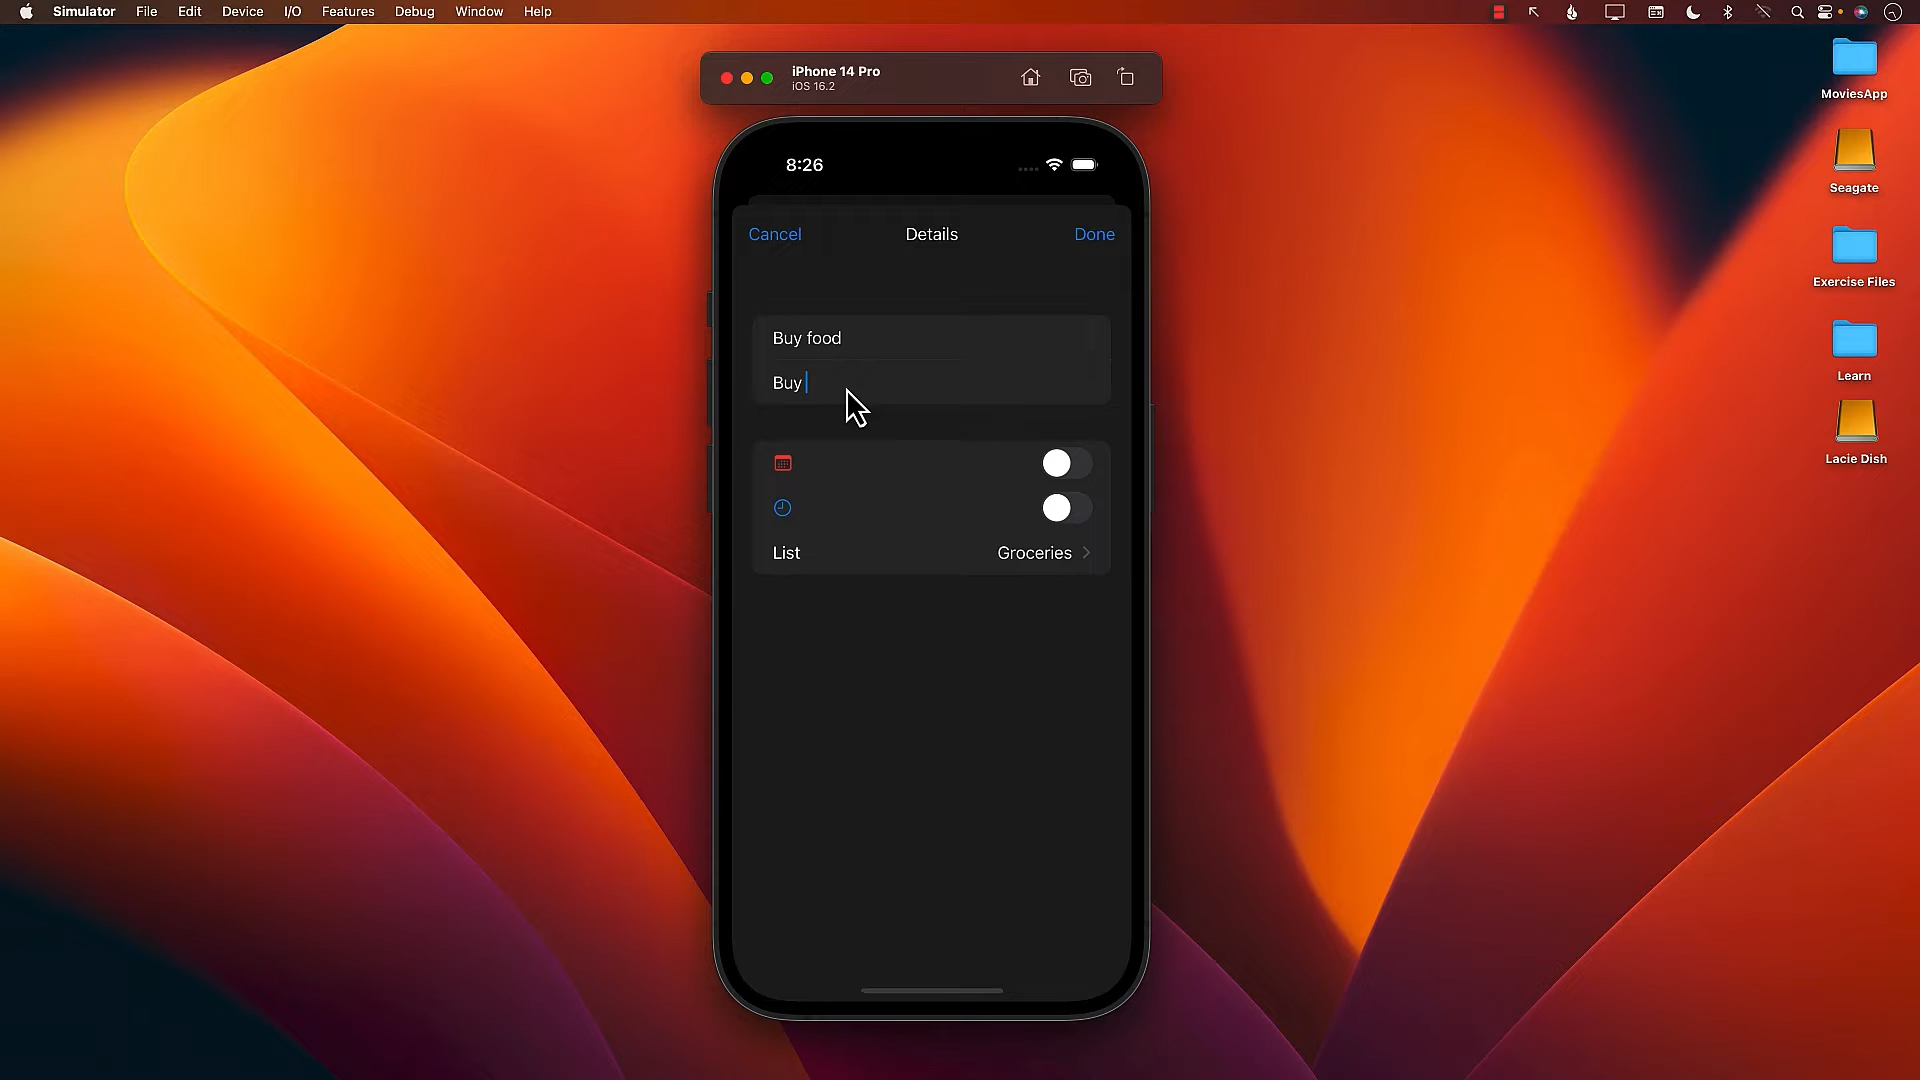 Simulator File Edit Device I/O Features Debug Window Help
iPhone 14 Pro
iOS 16.2
8:26
Cancel Details Done
Buy food
Buy
List Groceries
MoviesApp
Seagate
Exercise Files
Learn
Lacie Dish